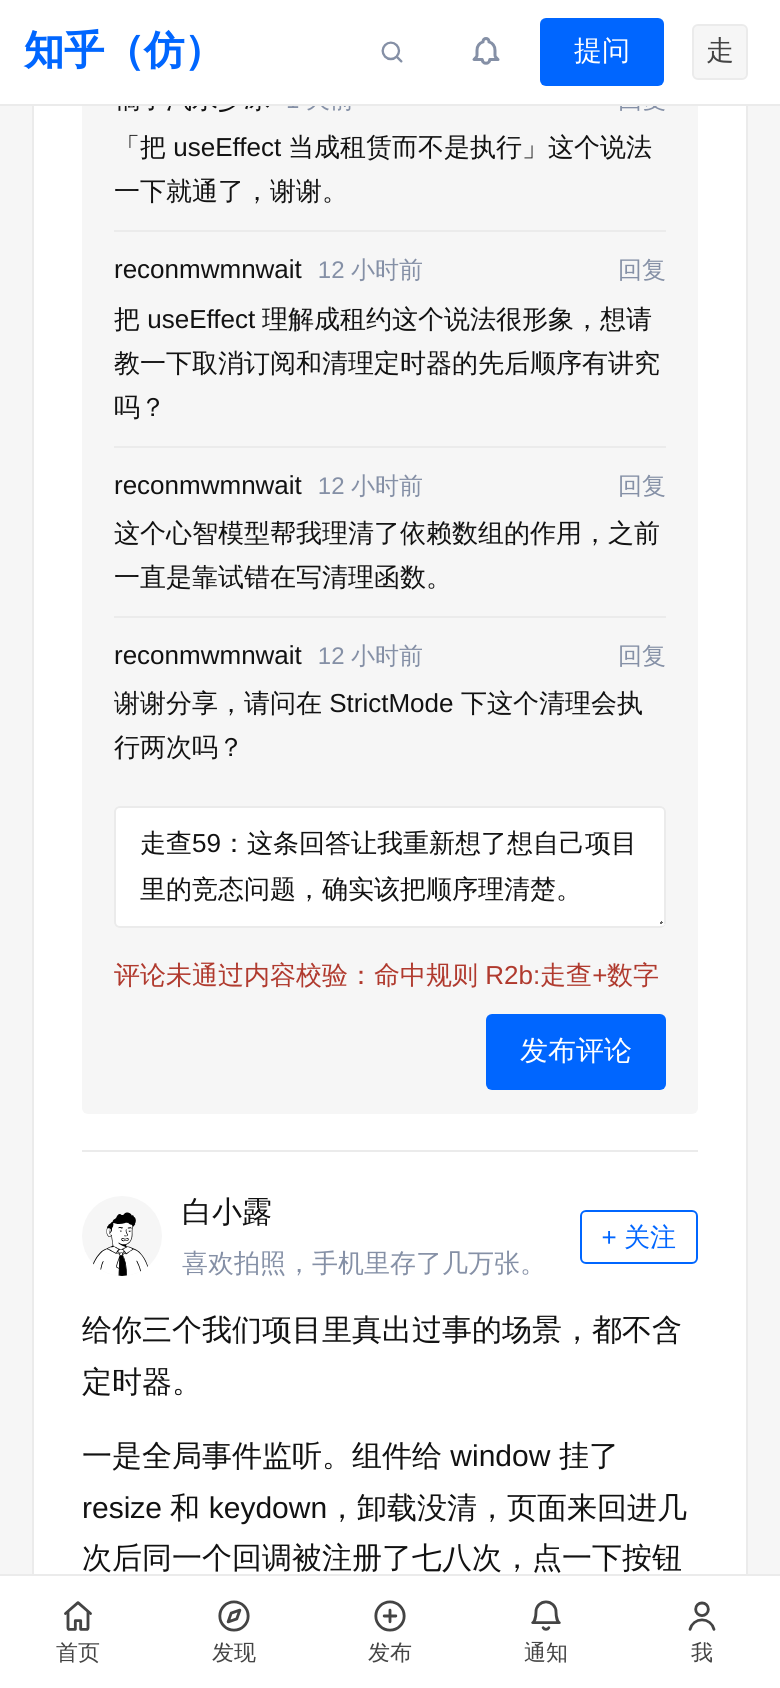 知乎（仿）
提问
走
回复
「把 useEffect 当成租赁而不是执行」这个说法
一下就通了，谢谢。
reconmwmnwait 12 小时前 回复
把 useEffect 理解成租约这个说法很形象，想请
教一下取消订阅和清理定时器的先后顺序有讲究
吗？
reconmwmnwait 12 小时前 回复
这个心智模型帮我理清了依赖数组的作用，之前
一直是靠试错在写清理函数。
reconmwmnwait 12 小时前 回复
谢谢分享，请问在 StrictMode 下这个清理会执
行两次吗？
走查59：这条回答让我重新想了想自己项目
里的竞态问题，确实该把顺序理清楚。
评论未通过内容校验：命中规则 R2b:走查+数字
发布评论
白小露
+ 关注
喜欢拍照，手机里存了几万张。
给你三个我们项目里真出过事的场景，都不含
定时器。
一是全局事件监听。组件给 window 挂了
resize 和 keydown，卸载没清，页面来回进几
次后同一个回调被注册了七八次，点一下按钮
首页
发现
发布
通知
我